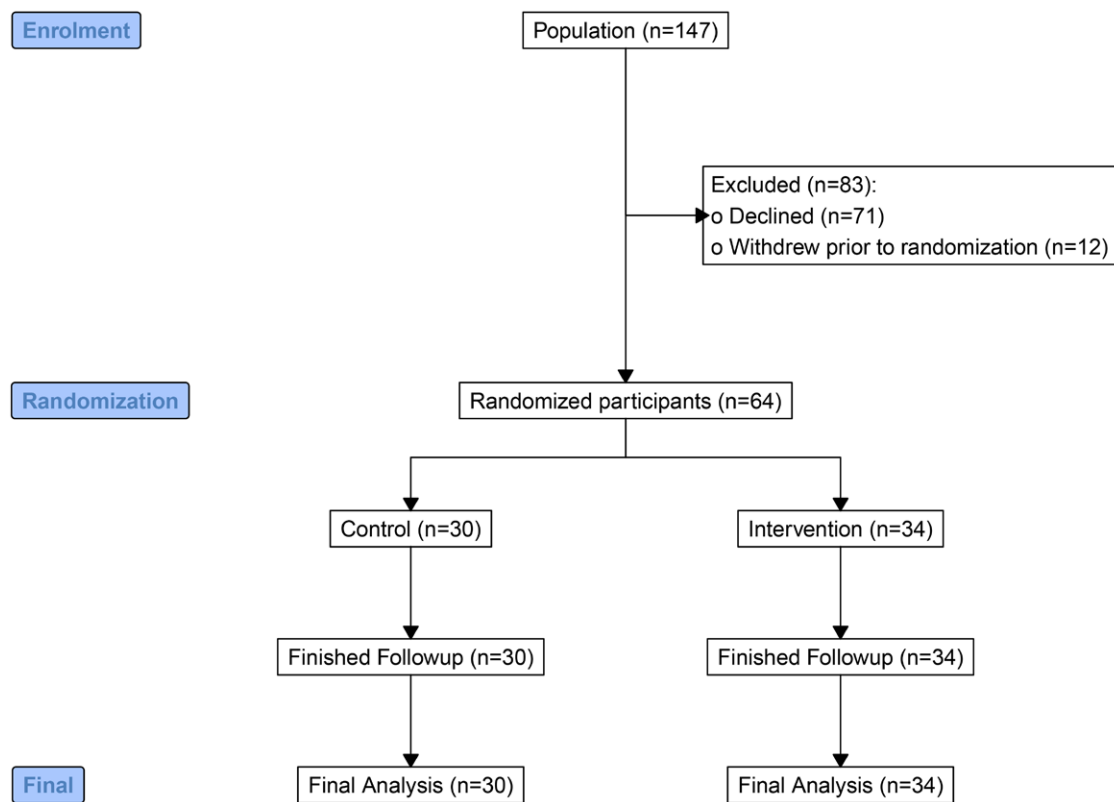 Enrolment
Population (n=147)
Excluded (n=83):
o Declined (n=71)
o Withdrew prior to randomization (n=12)
Randomization
Randomized participants (n=64)
Control (n=30)
Intervention (n=34)
Finished Followup (n=30)
Finished Followup (n=34)
Final
Final Analysis (n=30)
Final Analysis (n=34)